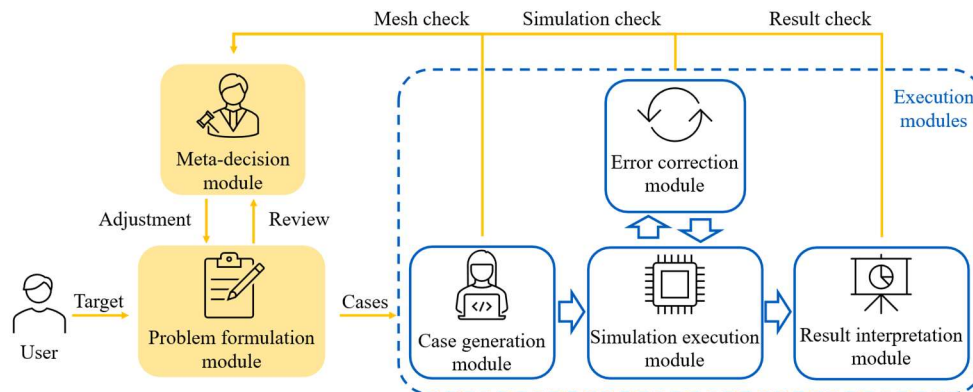 Mesh check
Simulation check
Result check
Execution
modules
Meta-decision
module
Error correction
module
Adjustment
Review
Target
Cases
</>
User
Problem formulation
module
Case generation
module
Simulation execution
module
Result interpretation
module